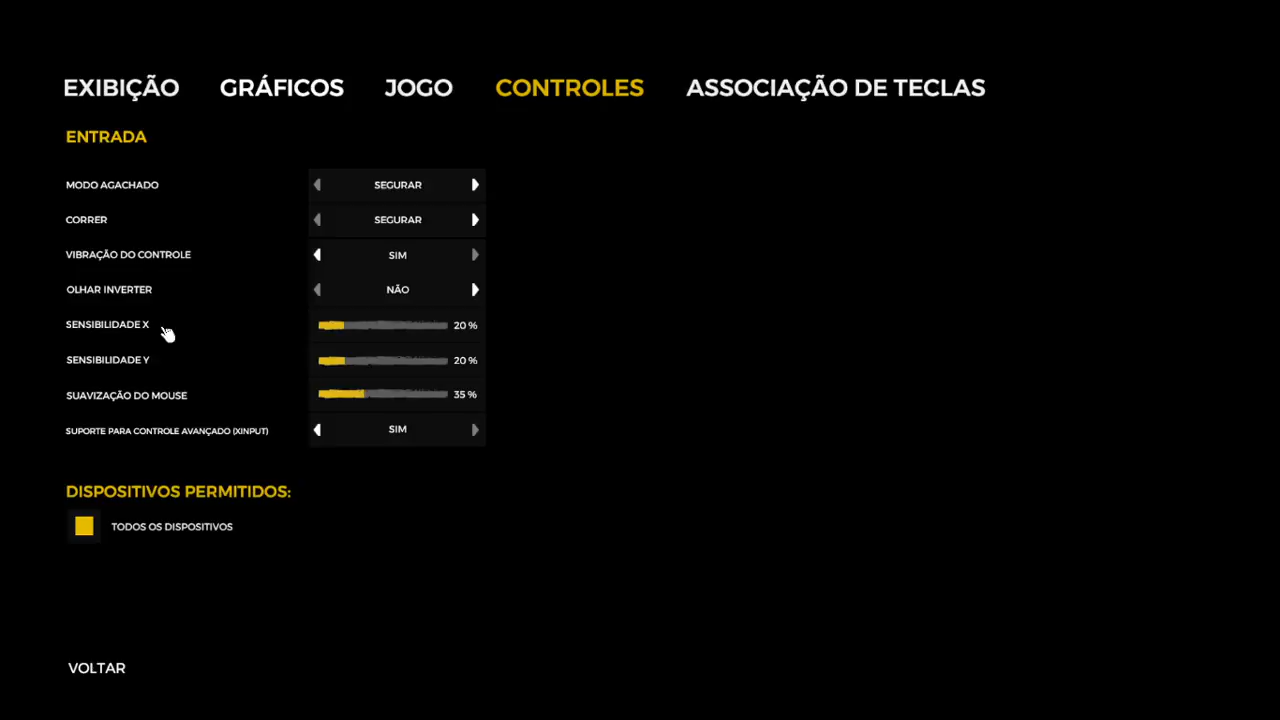 EXIBIÇÃO GRÁFICOS JOGO CONTROLES ASSOCIAÇÃO DE TECLAS
ENTRADA
MODO AGACHADO SEGURAR
CORRER SEGURAR
VIBRAÇÃO DO CONTROLE SIM
OLHAR INVERTER NÃO
SENSIBILIDADE X 20 %
SENSIBILIDADE Y 20 %
SUAVIZAÇÃO DO MOUSE 35 %
SUPORTE PARA CONTROLE AVANÇADO (XINPUT) SIM
DISPOSITIVOS PERMITIDOS:
TODOS OS DISPOSITIVOS
VOLTAR